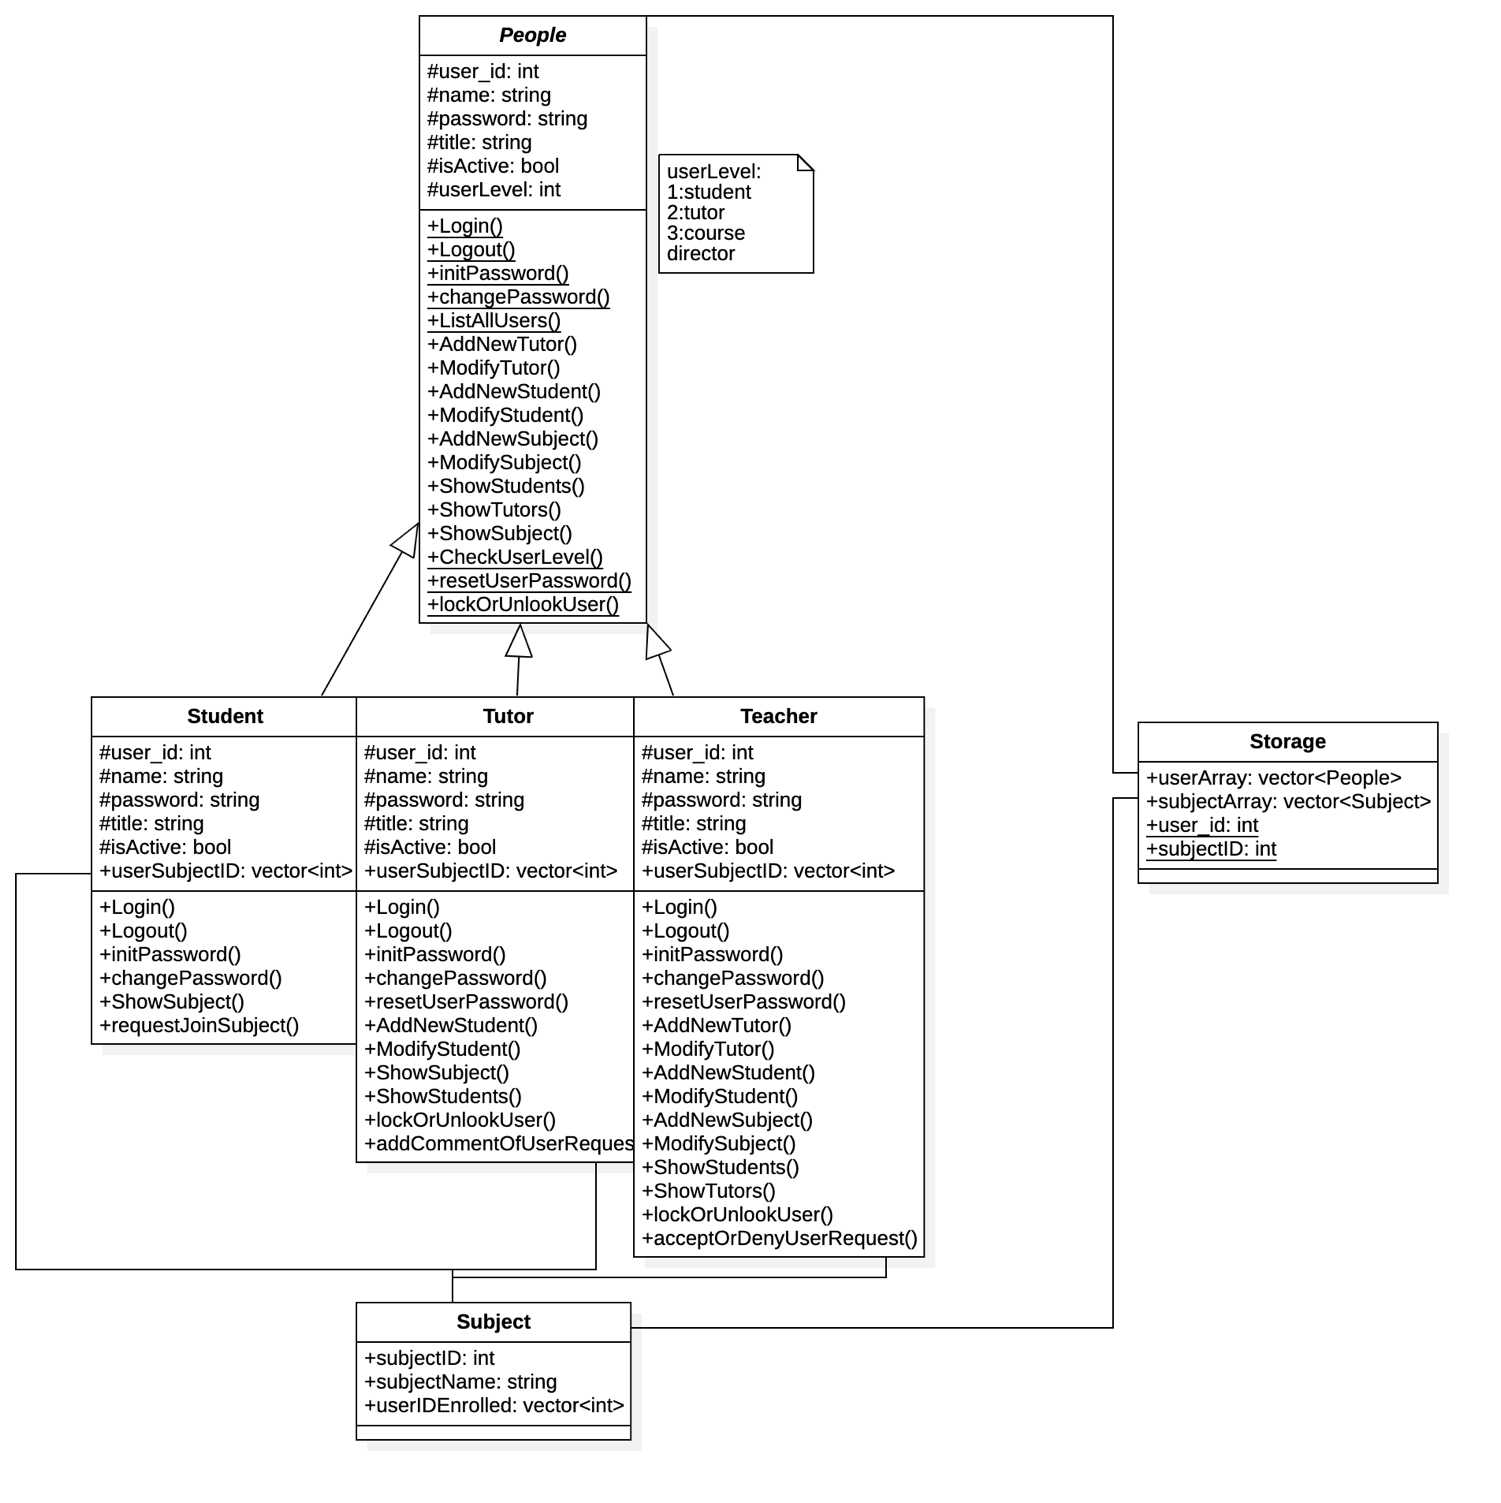 People
#user_id: int
#name: string
#password: string
#title: string
#isActive: bool
#userLevel: int
+Login()
+Logout()
+initPassword()
+changePassword()
+ListAllUsers()
+AddNewTutor()
+ModifyTutor()
+AddNewStudent()
+ModifyStudent()
+AddNewSubject()
+ModifySubject()
+ShowStudents()
+ShowTutors()
+ShowSubject()
+CheckUserLevel()
+resetUserPassword()
+lockOrUnlookUser()
userLevel:
1:student
2:tutor
3:course
director
Student
#user_id: int
#name: string
#password: string
#title: string
#isActive: bool
+userSubjectID: vector<int>
+Login()
+Logout()
+initPassword()
+changePassword()
+ShowSubject()
+requestJoinSubject()
Tutor
#user_id: int
#name: string
#password: string
#title: string
#isActive: bool
+userSubjectID: vector<int>
+Login()
+Logout()
+initPassword()
+changePassword()
+resetUserPassword()
+AddNewStudent()
+ModifyStudent()
+ShowSubject()
+ShowStudents()
+lockOrUnlookUser()
+addCommentOfUserReques
Teacher
#user_id: int
#name: string
#password: string
#title: string
#isActive: bool
+userSubjectID: vector<int>
+Login()
+Logout()
+initPassword()
+changePassword()
+resetUserPassword()
+AddNewTutor()
+ModifyTutor()
+AddNewStudent()
+ModifyStudent()
+AddNewSubject()
+ModifySubject()
+ShowStudents()
+ShowTutors()
+lockOrUnlookUser()
+acceptOrDenyUserRequest()
Storage
+userArray: vector<People>
+subjectArray: vector<Subject>
+user_id: int
+subjectID: int
Subject
+subjectID: int
+subjectName: string
+userIDEnrolled: vector<int>